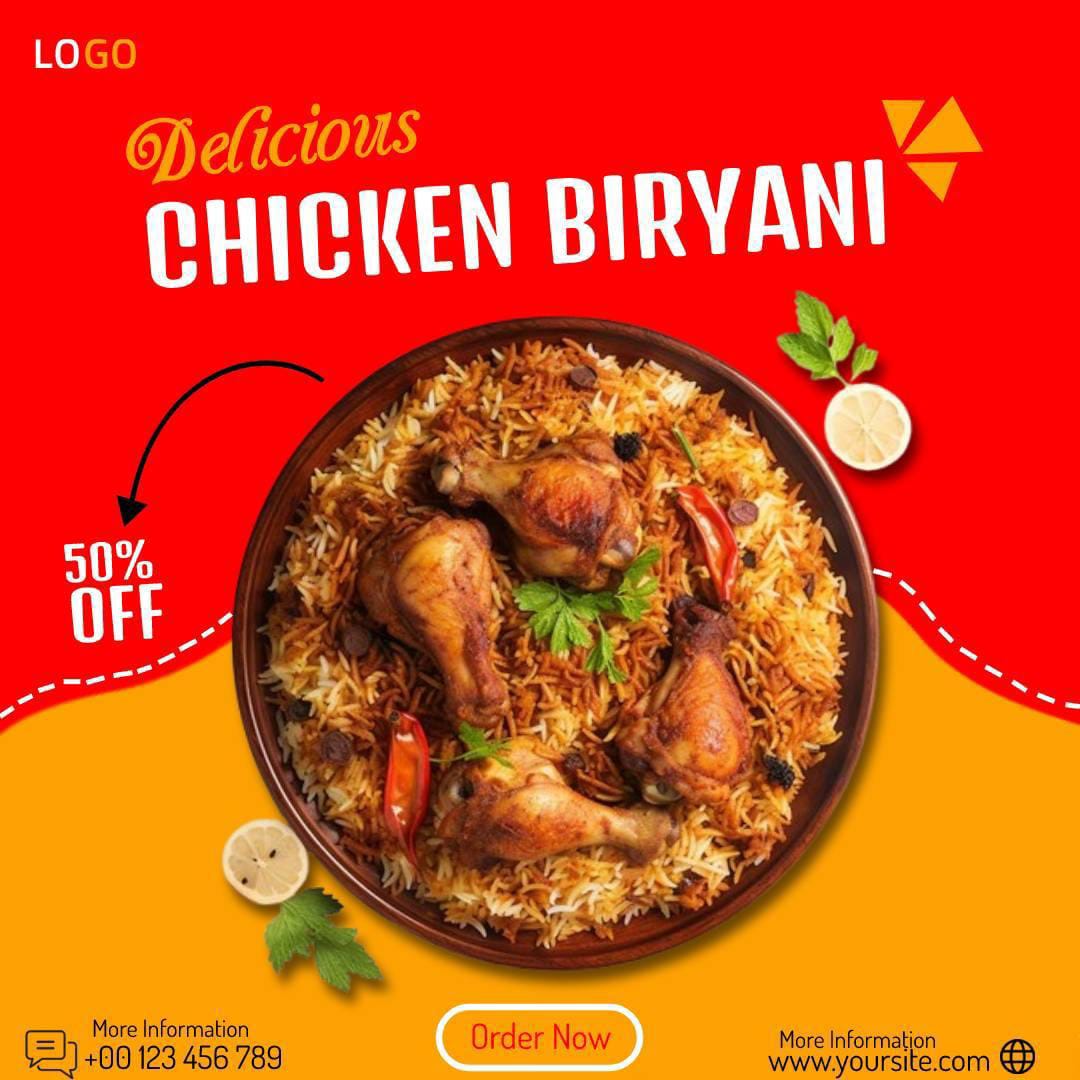 LOGO
Delicious
CHICKEN BIRYANI
50%
OFF
Order Now
More Information
+00 123 456 789
More Information
www.yoursite.com